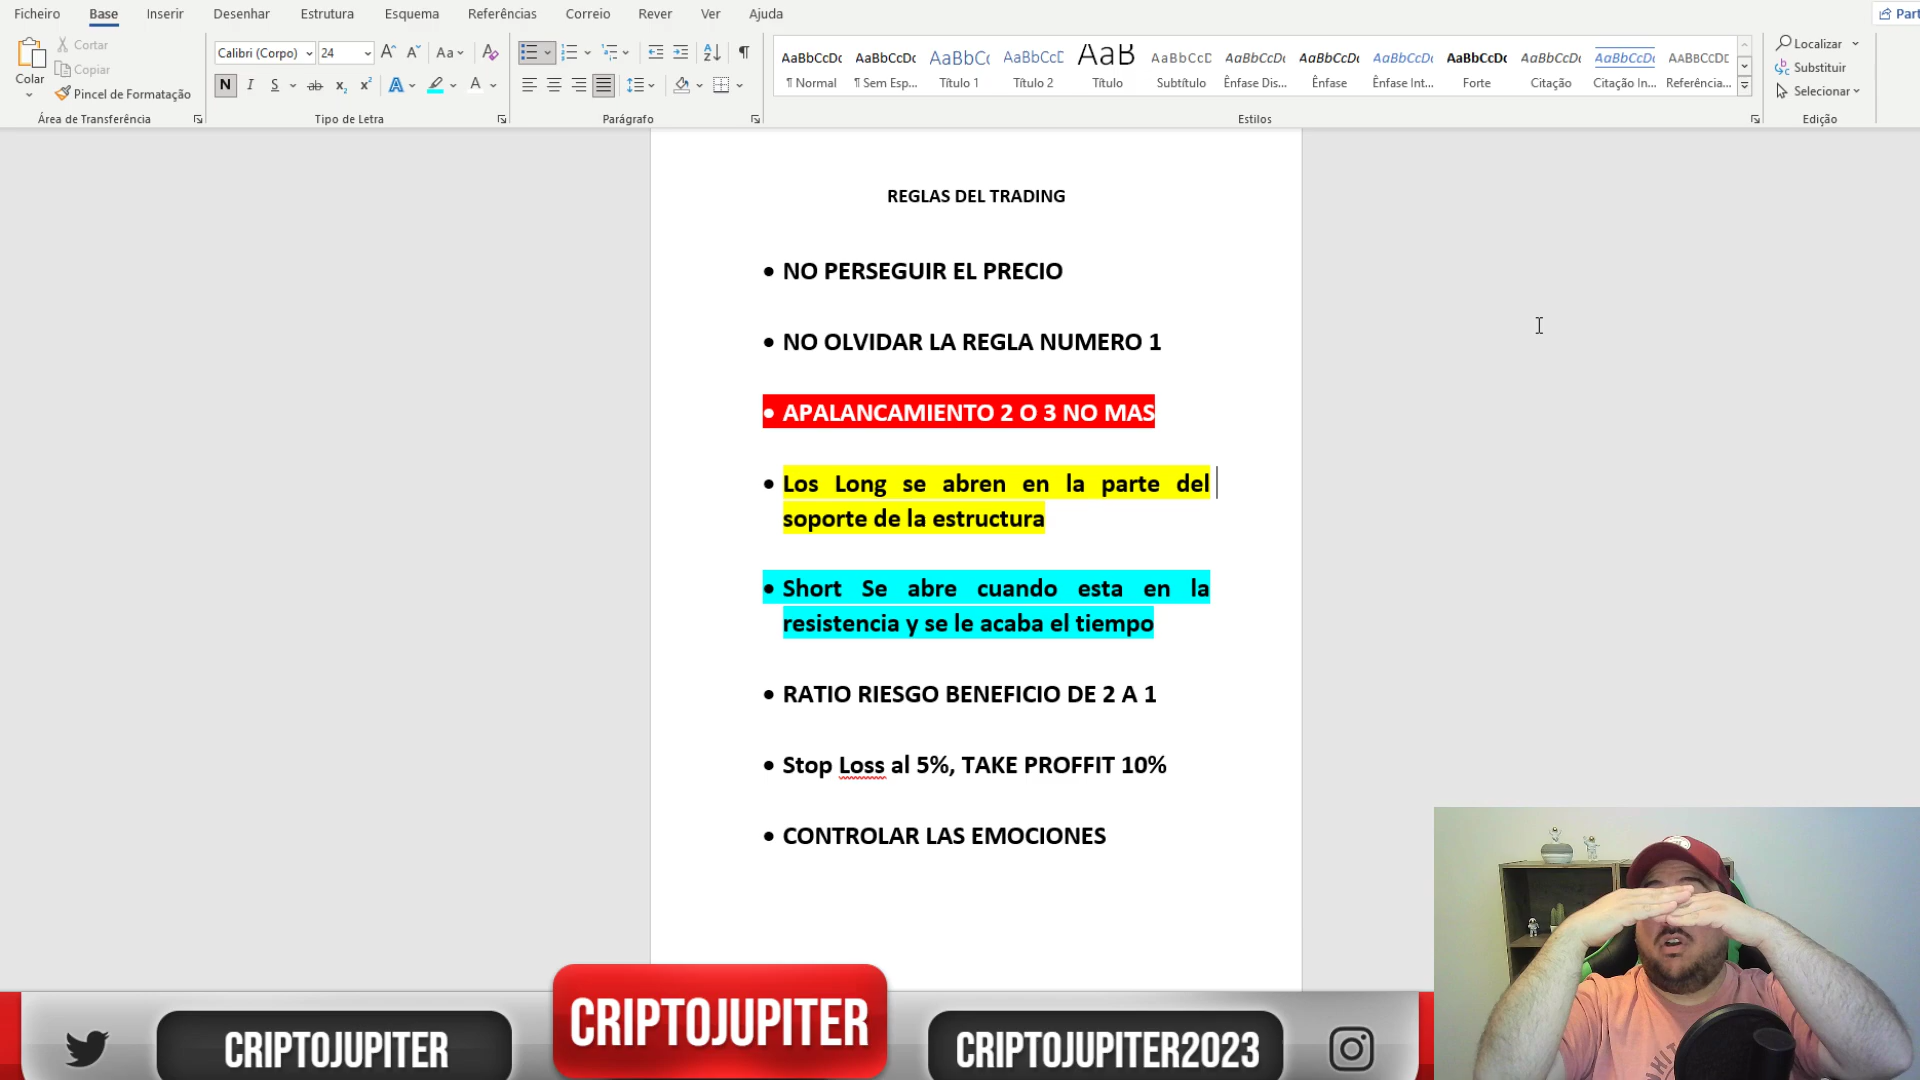 Ficheiro Base Inserir Desenhar Estrutura Esquema Referências Correio Rever Ver Ajuda
Part
Colar
Cortar
Copiar
Pincel de Formatação
Área de Transferência
Calibri (Corpo) 24
Tipo de Letra
Parágrafo
AaBbCcDc AaBbCcDc AaBbCc AaBbCcD AaB AaBbCcD AaBbCcDc AaBbCcDc AaBbCcDc AaBbCcDc AaBbCcDc AaBbCcDc AABBCCDE
¶ Normal ¶ Sem Esp... Título 1 Título 2 Título Subtítulo Ênfase Dis... Ênfase Ênfase Int... Forte Citação Citação In... Referência...
Estilos
Localizar
Substituir
Selecionar
Edição
REGLAS DEL TRADING
• NO PERSEGUIR EL PRECIO
• NO OLVIDAR LA REGLA NUMERO 1
• APALANCAMIENTO 2 O 3 NO MAS
• Los Long se abren en la parte del
soporte de la estructura
• Short Se abre cuando esta en la
resistencia y se le acaba el tiempo
• RATIO RIESGO BENEFICIO DE 2 A 1
• Stop Loss al 5%, TAKE PROFFIT 10%
• CONTROLAR LAS EMOCIONES
CRIPTOJUPITER
CRIPTOJUPITER
CRIPTOJUPITER2023